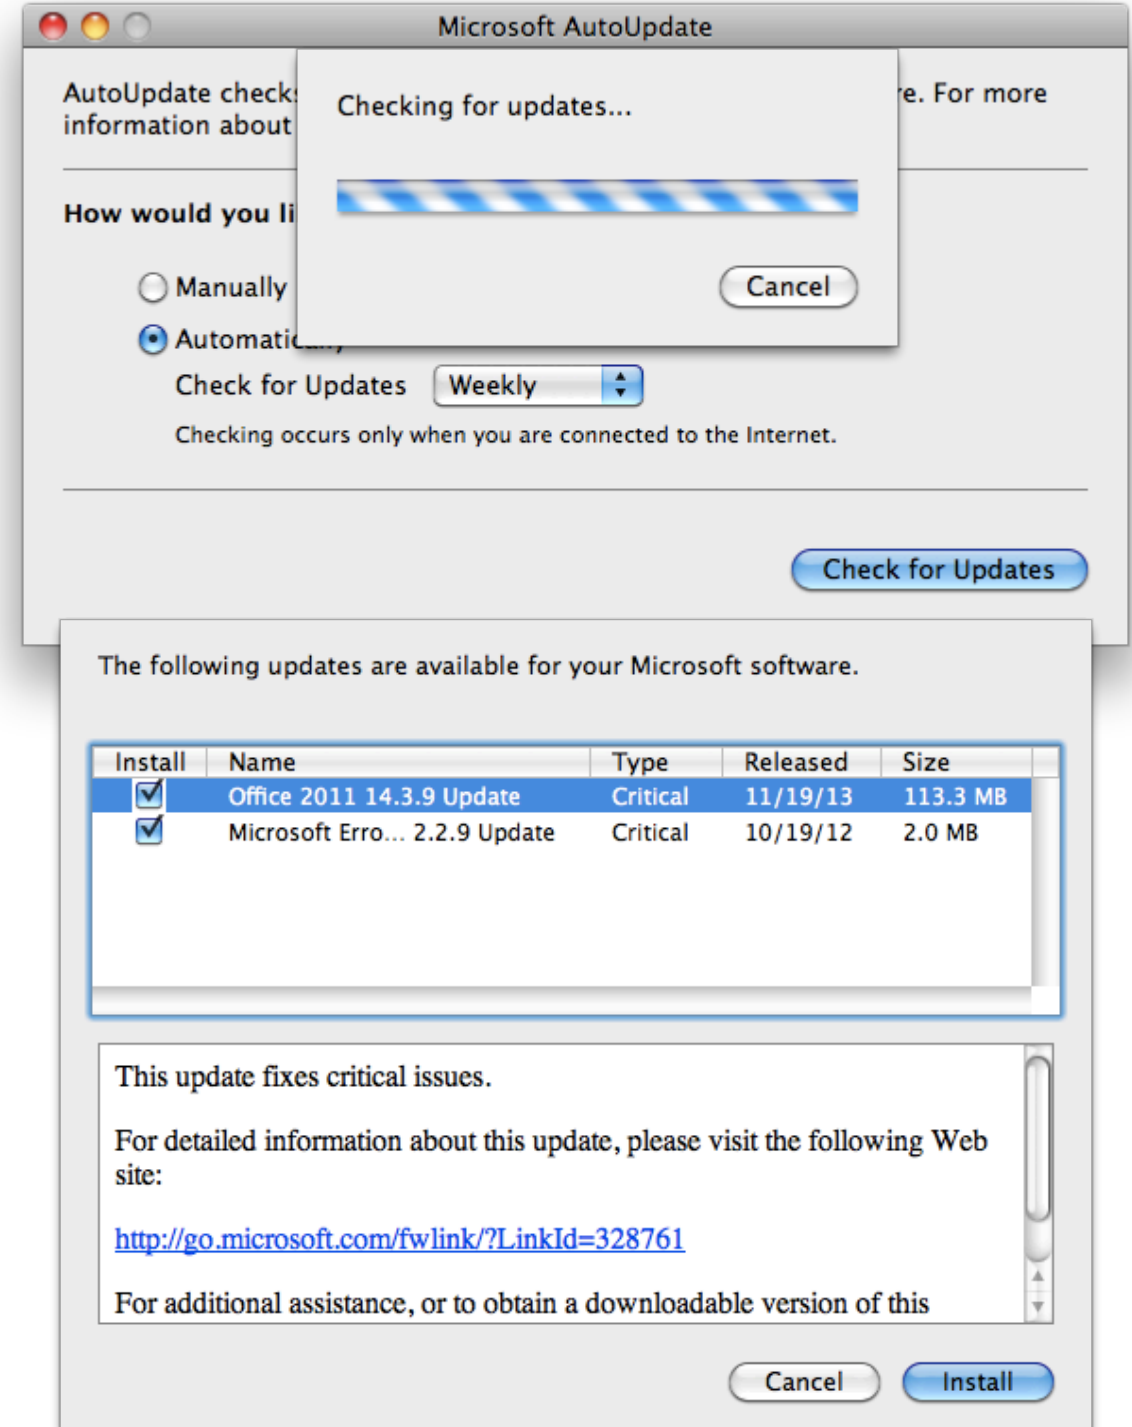 Microsoft AutoUpdate
AutoUpdate checks re. For more
information about
Checking for updates...
How would you li
Cancel
Manually
Automatically
Check for Updates Weekly
Checking occurs only when you are connected to the Internet.
Check for Updates
The following updates are available for your Microsoft software.
Install Name Type Released Size
Office 2011 14.3.9 Update Critical 11/19/13 113.3 MB
Microsoft Erro... 2.2.9 Update Critical 10/19/12 2.0 MB
This update fixes critical issues.
For detailed information about this update, please visit the following Web
site:
http://go.microsoft.com/fwlink/?LinkId=328761
For additional assistance, or to obtain a downloadable version of this
Cancel Install